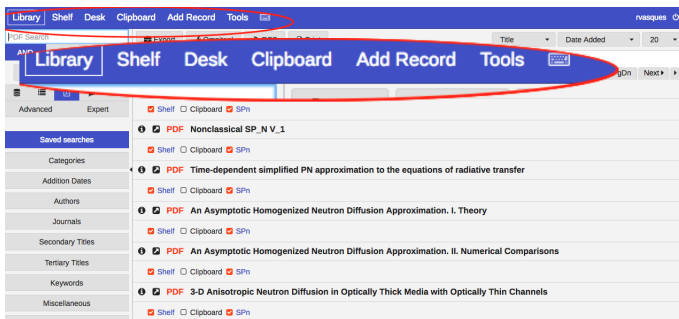 Library Shelf Desk Clipboard Add Record Tools rvasques
PDF Search Export Omnitool RSS Print Title Date Added 20
AND
Library Shelf Desk Clipboard Add Record Tools
PgDn Next
Advanced Expert
Shelf Clipboard SPn
Saved searches
PDF Nonclassical SP_N V_1
Shelf Clipboard SPn
Categories
PDF Time-dependent simplified PN approximation to the equations of radiative transfer
Addition Dates
Shelf Clipboard SPn
Authors
PDF An Asymptotic Homogenized Neutron Diffusion Approximation. I. Theory
Journals
Shelf Clipboard SPn
Secondary Titles
PDF An Asymptotic Homogenized Neutron Diffusion Approximation. II. Numerical Comparisons
Tertiary Titles
Shelf Clipboard SPn
Keywords
PDF 3-D Anisotropic Neutron Diffusion in Optically Thick Media with Optically Thin Channels
Miscellaneous
Shelf Clipboard SPn